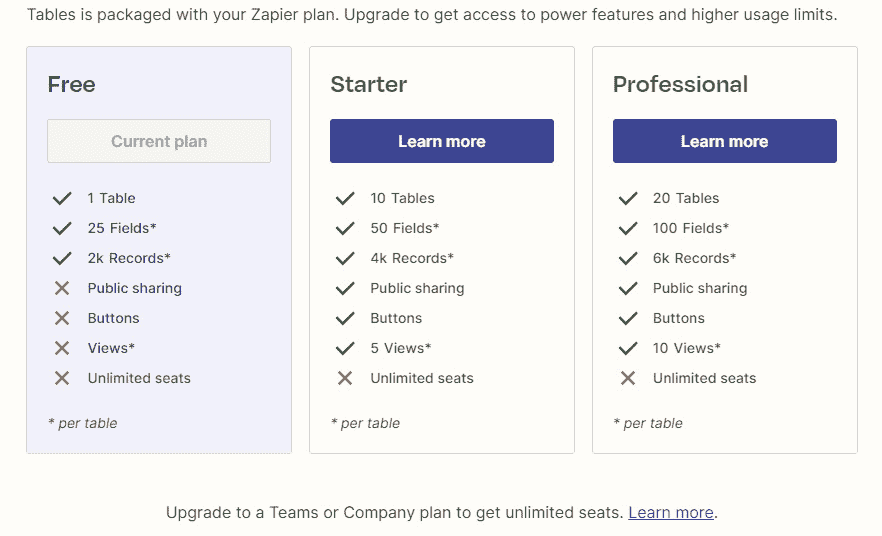 Tables is packaged with your Zapier plan. Upgrade to get access to power features and higher usage limits.
Free
Current plan
1 Table
25 Fields*
2k Records*
Public sharing
Buttons
Views*
Unlimited seats
* per table
Starter
Learn more
10 Tables
50 Fields*
4k Records*
Public sharing
Buttons
5 Views*
Unlimited seats
* per table
Professional
Learn more
20 Tables
100 Fields*
6k Records*
Public sharing
Buttons
10 Views*
Unlimited seats
* per table
Upgrade to a Teams or Company plan to get unlimited seats. Learn more.